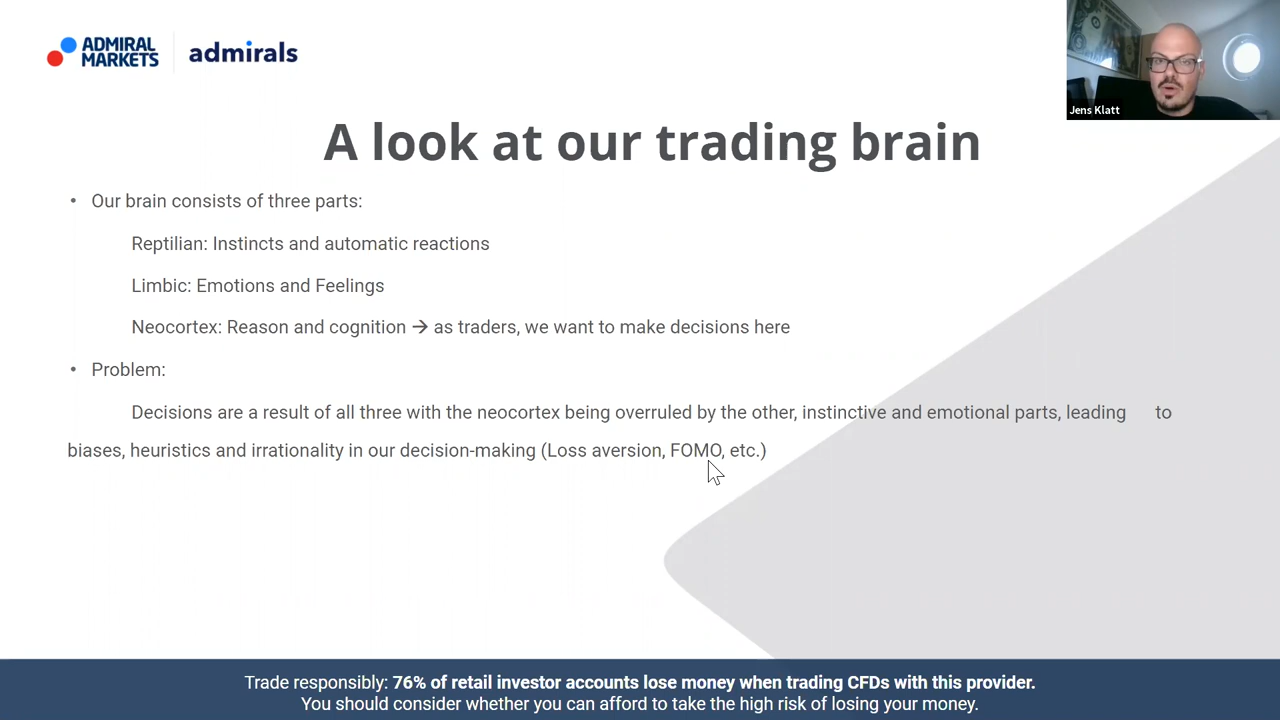 ADMIRAL
MARKETS
admirals
Jens Klatt
A look at our trading brain
• Our brain consists of three parts:
Reptilian: Instincts and automatic reactions
Limbic: Emotions and Feelings
Neocortex: Reason and cognition → as traders, we want to make decisions here
• Problem:
Decisions are a result of all three with the neocortex being overruled by the other, instinctive and emotional parts, leading to
biases, heuristics and irrationality in our decision-making (Loss aversion, FOMO, etc.)
Trade responsibly: 76% of retail investor accounts lose money when trading CFDs with this provider.
You should consider whether you can afford to take the high risk of losing your money.